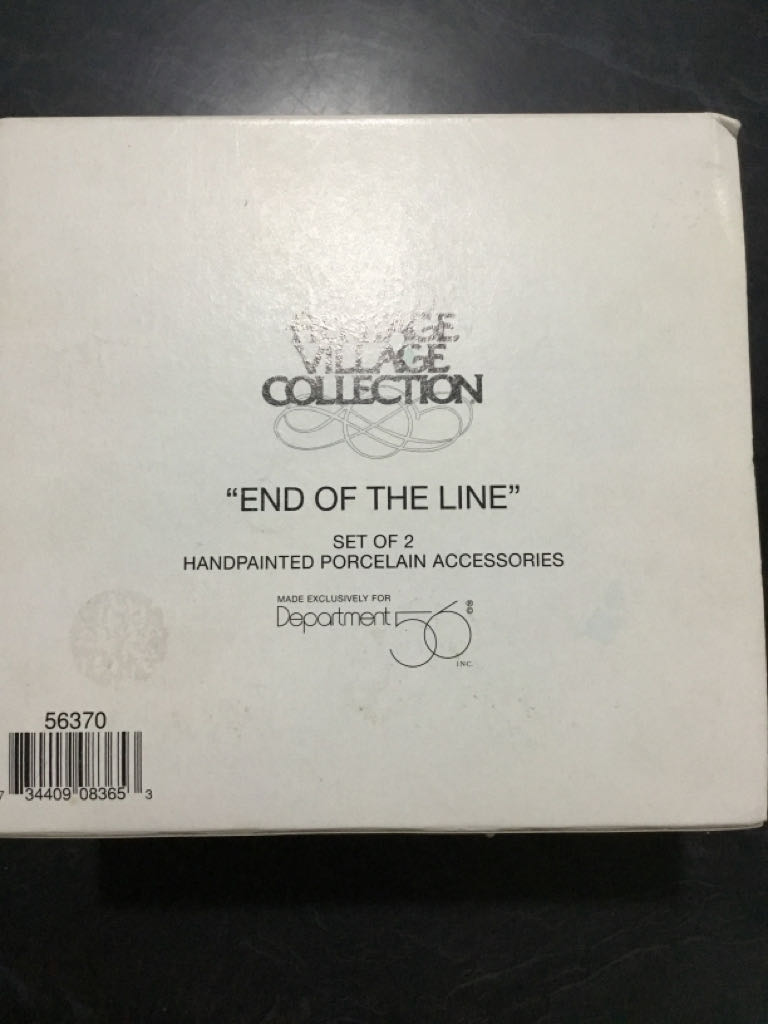 VILLAGE
COLLECTION
“END OF THE LINE”
SET OF 2
HANDPAINTED PORCELAIN ACCESSORIES
MADE EXCLUSIVELY FOR
Department 56 ® ©
INC.
56370
7 34409 08365 3